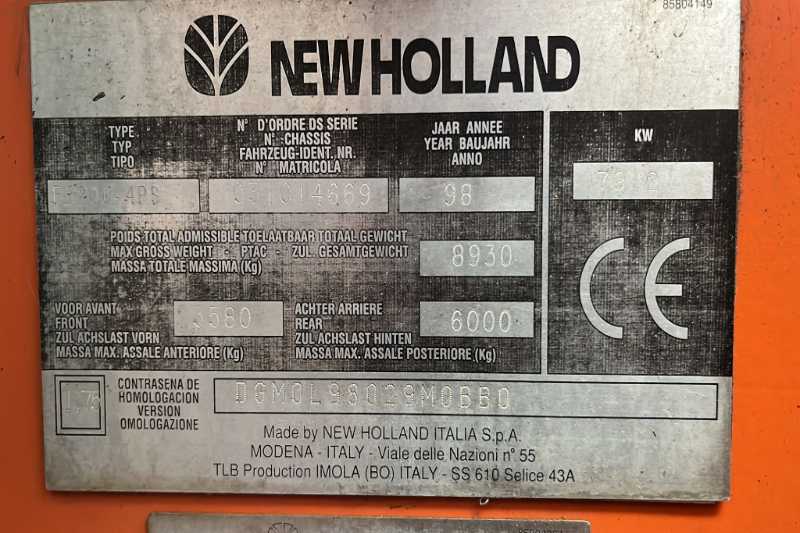 85804149
NEW HOLLAND
TYPE
TYP
TIPO
N° D'ORDRE DS SERIE
N° CHASSIS
FAHRZEUG-IDENT. NR.
N° MATRICOLA
JAAR ANNEE
YEAR BAUJAHR
ANNO
KW
98
POIDS TOTAL ADMISSIBLE TOELAATBAAR TOTAAL GEWICHT
MAX GROSS WEIGHT - PTAC - ZUL. GESAMTGEWICHT
MASSA TOTALE MASSIMA (Kg)
8930
CE
VOOR AVANT
FRONT
ZUL ACHSLAST VORN
MASSA MAX. ASSALE ANTERIORE (Kg)
ACHTER ARRIERE
REAR
ZUL ACHSLAST HINTEN
MASSA MAX. ASSALE POSTERIORE (Kg)
6000
CONTRASENA DE
HOMOLOGACION
VERSION
OMOLOGAZIONE
DGM0L98029M0BB0
Made by NEW HOLLAND ITALIA S.p.A.
MODENA - ITALY - Viale delle Nazioni n° 55
TLB Production IMOLA (BO) ITALY - SS 610 Selice 43A